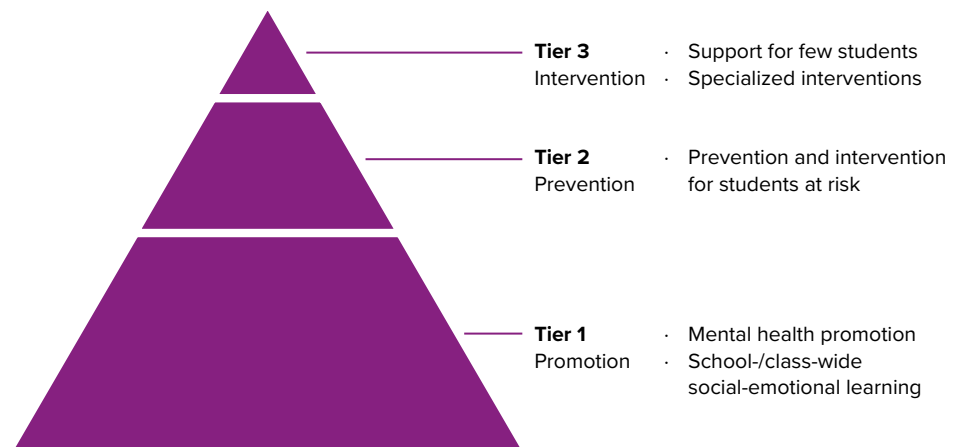 Tier 3
Intervention
· Support for few students
· Specialized interventions
Tier 2
Prevention
· Prevention and intervention
for students at risk
Tier 1
Promotion
· Mental health promotion
· School-/class-wide
social-emotional learning